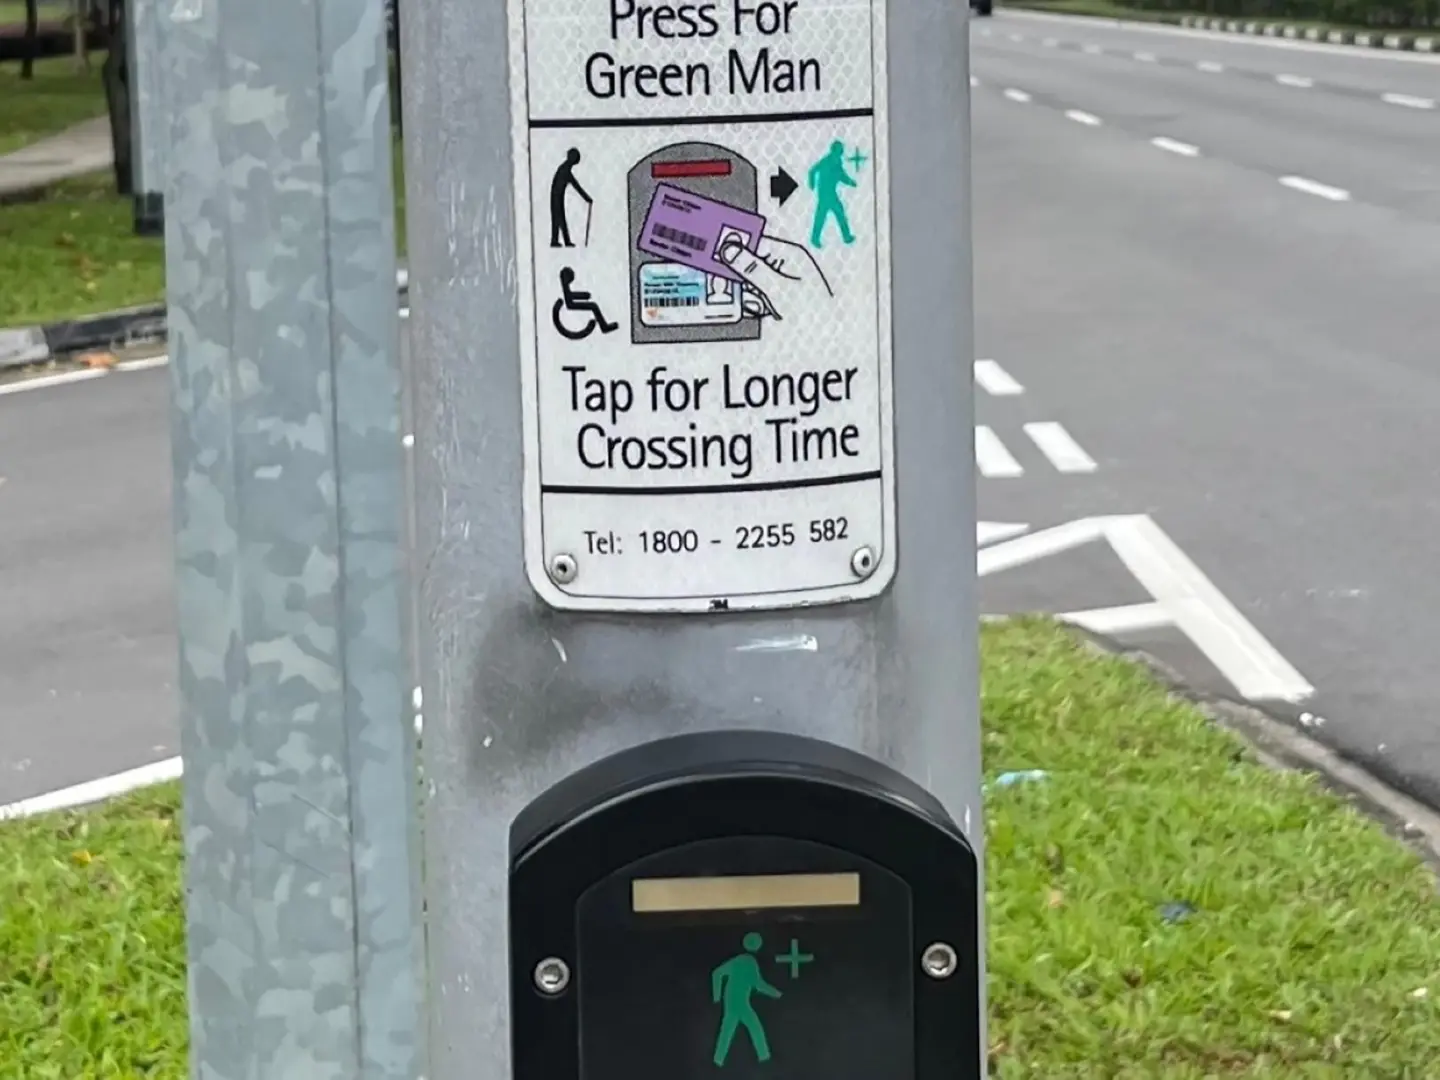 Press For
Green Man
Tap for Longer
Crossing Time
Tel: 1800 - 2255 582